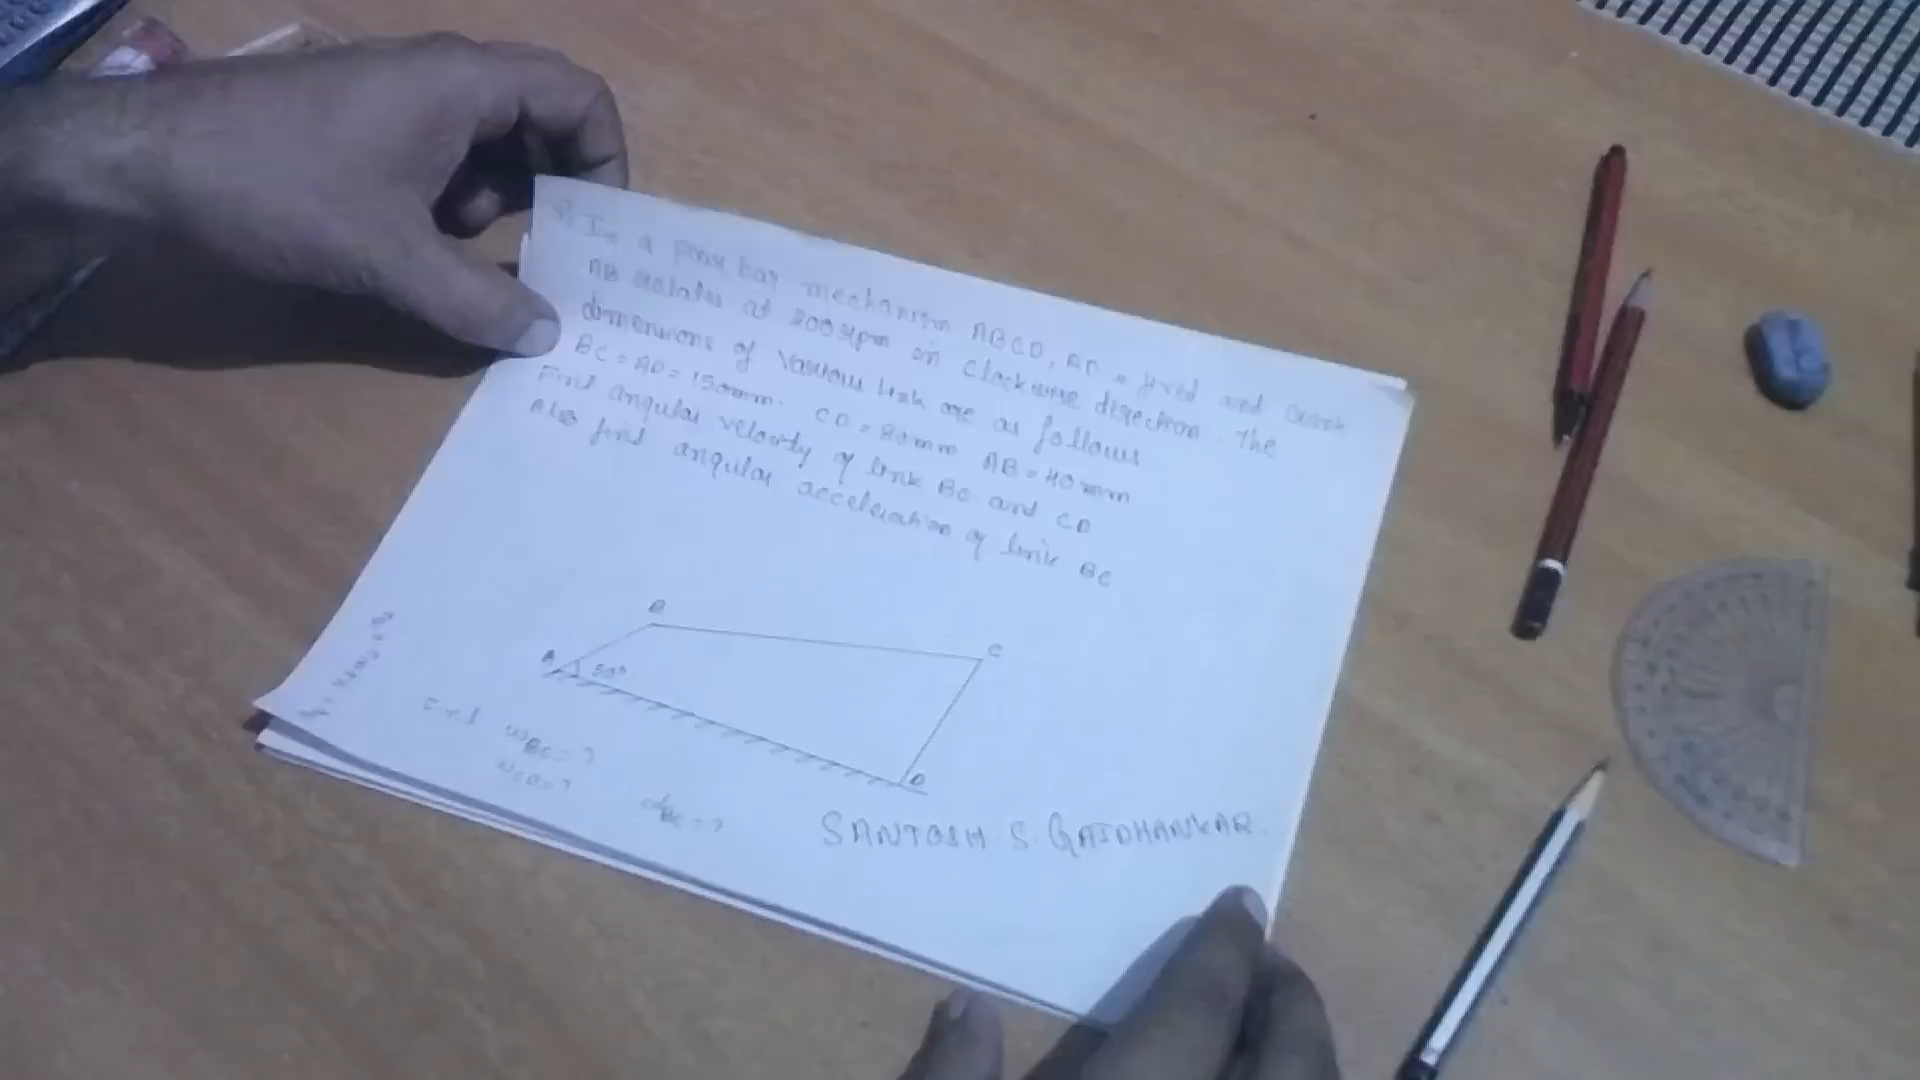 In a four bar mechanism ABCD, AD = fixed and crank
AB rotates at 200 rpm in Clockwise direction. The
dimensions of various link are as follows
BC = AD = 150mm. CD = 80mm AB = 40mm
Find angular velocity of link BC and CD
Also find angular acceleration of link BC
B
C
A
D
Find ωBC = ?
ωCD = ?
αBC = ?
SANTOSH. S. GAIDHANKAR.